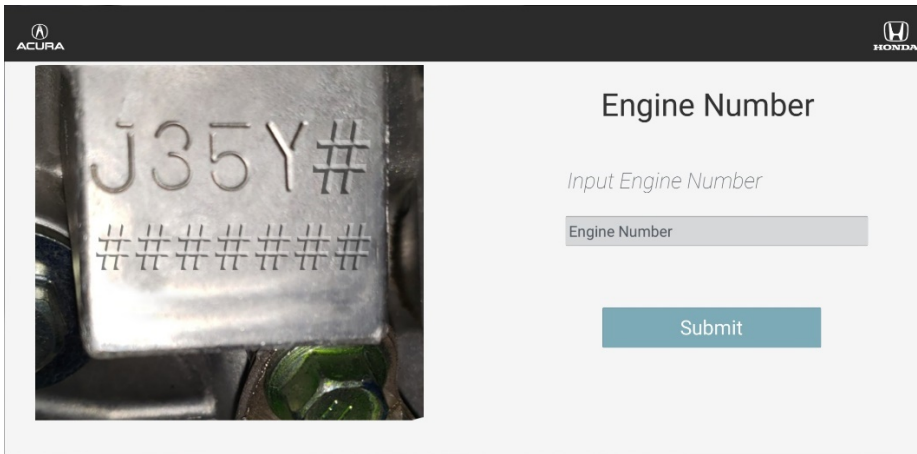 ACURA
HONDA
J35Y#
#######
Engine Number
Input Engine Number
Engine Number
Submit